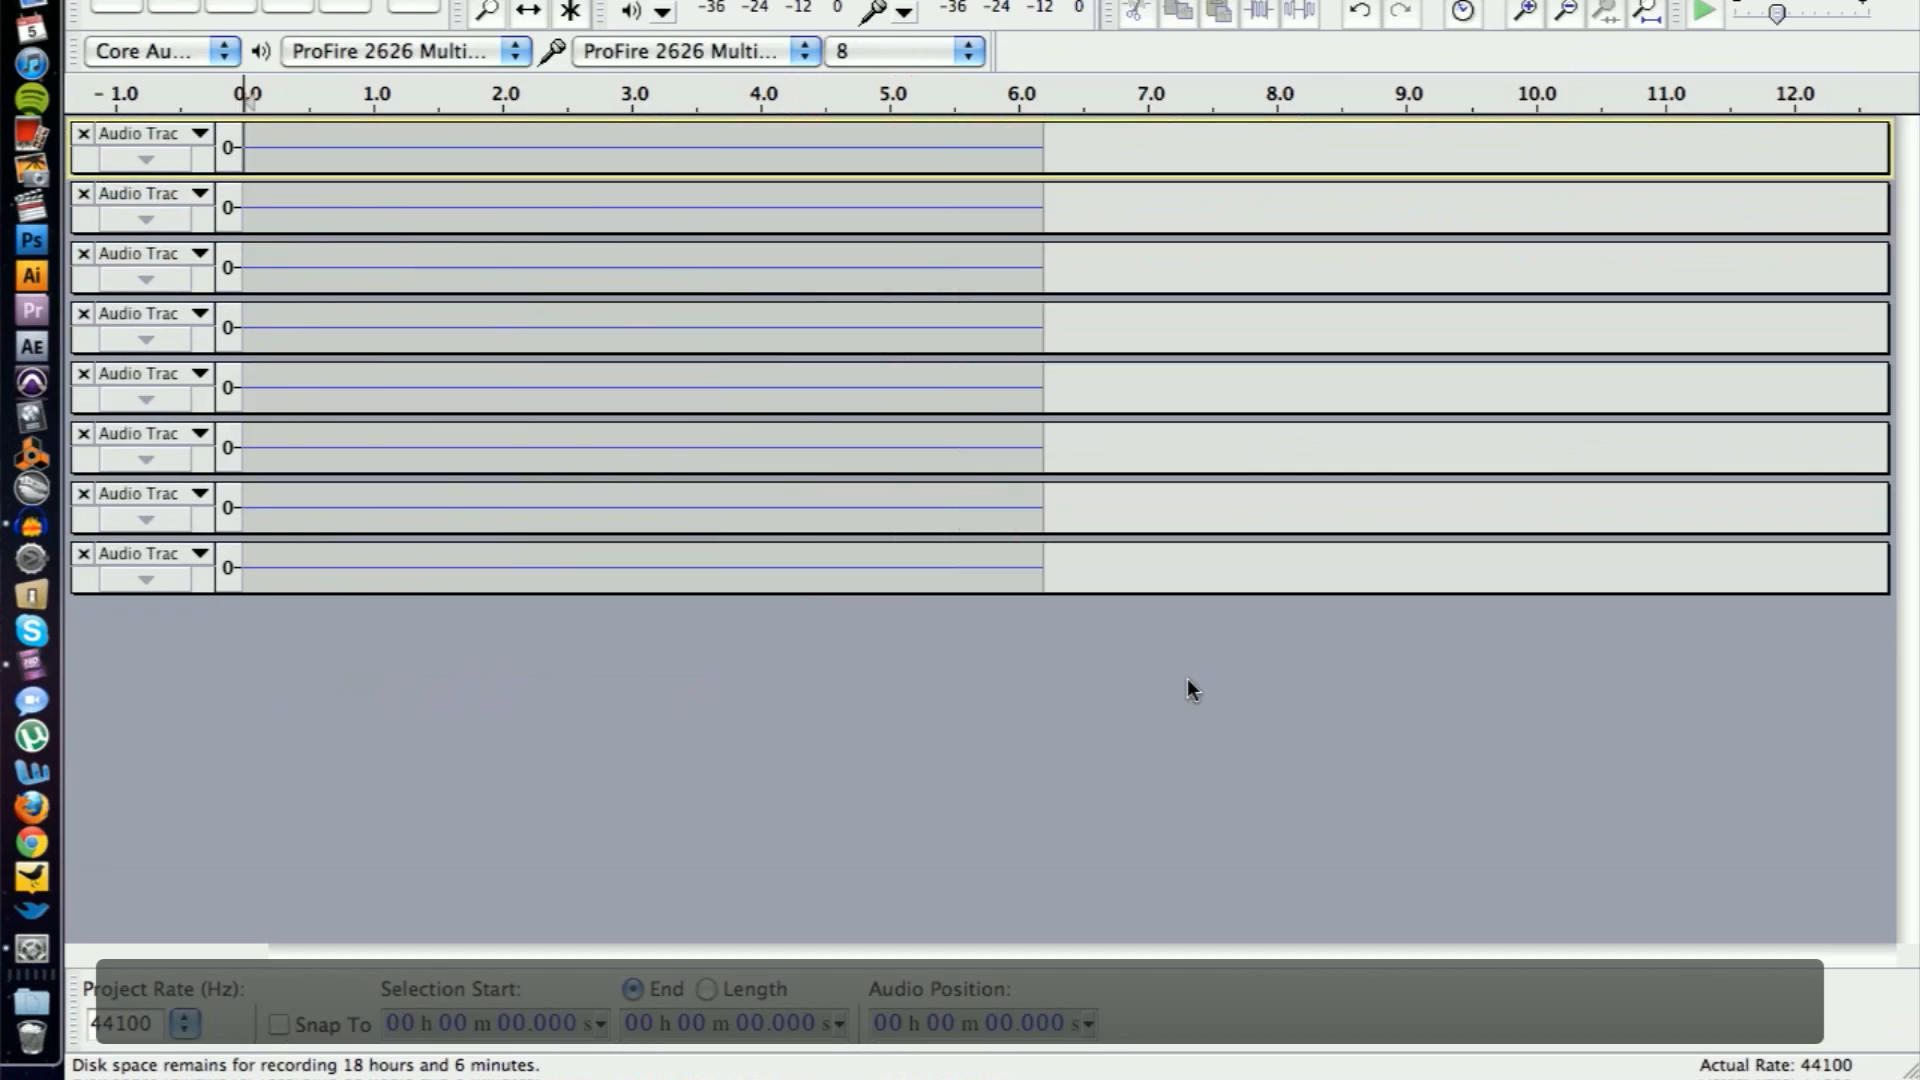 -36 -24 -12 0 -36 -24 -12 0
Core Au... ProFire 2626 Multi... ProFire 2626 Multi... 8
- 1.0 0.0 1.0 2.0 3.0 4.0 5.0 6.0 7.0 8.0 9.0 10.0 11.0 12.0
Audio Trac
0-
Audio Trac
0-
Audio Trac
0-
Audio Trac
0-
Audio Trac
0-
Audio Trac
0-
Audio Trac
0-
Audio Trac
0-
5
Ps
Ai
Pr
AE
S
HD
Project Rate (Hz): Selection Start: End Length Audio Position:
44100 Snap To 00 h 00 m 00.000 s 00 h 00 m 00.000 s 00 h 00 m 00.000 s
Disk space remains for recording 18 hours and 6 minutes. Actual Rate: 44100